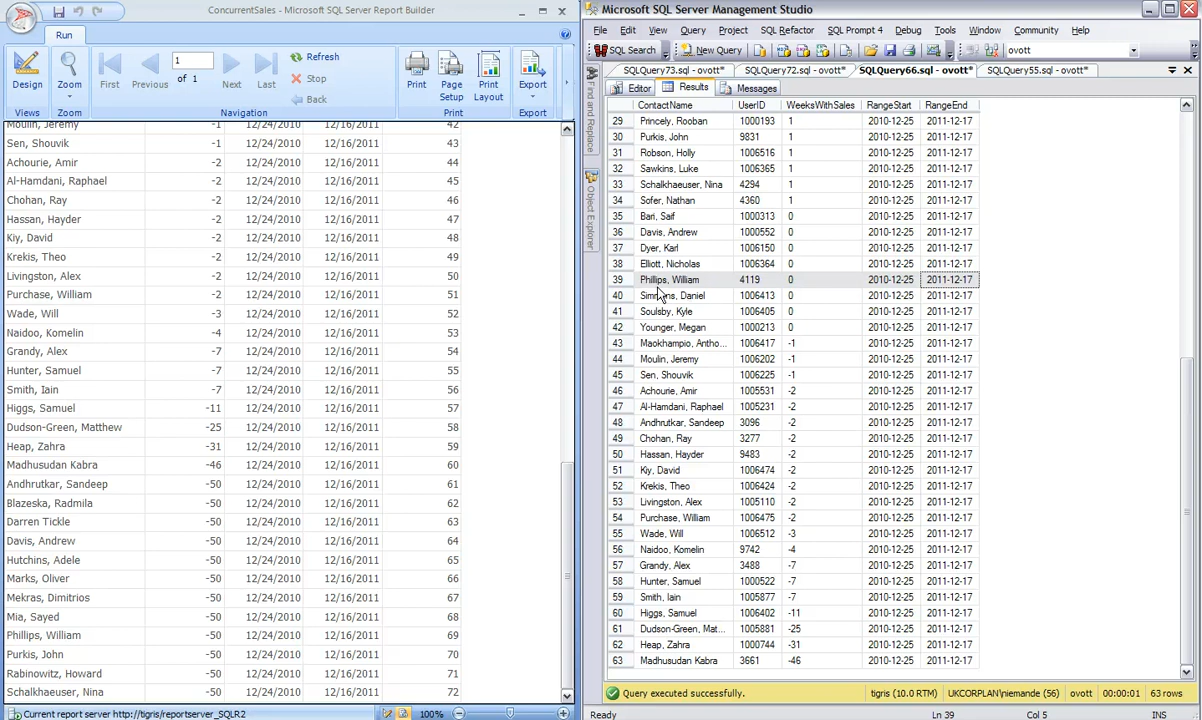 ConcurrentSales - Microsoft SQL Server Report Builder
Run
Design
Zoom
First
Previous
1
of 1
Next
Last
Refresh
Stop
Back
Print
Page Setup
Print Layout
Export
Views
Zoom
Navigation
Print
Export
Moulin, Jeremy -1 12/24/2010 12/16/2011 42
Sen, Shouvik -1 12/24/2010 12/16/2011 43
Achourie, Amir -2 12/24/2010 12/16/2011 44
Al-Hamdani, Raphael -2 12/24/2010 12/16/2011 45
Chohan, Ray -2 12/24/2010 12/16/2011 46
Hassan, Hayder -2 12/24/2010 12/16/2011 47
Kiy, David -2 12/24/2010 12/16/2011 48
Krekis, Theo -2 12/24/2010 12/16/2011 49
Livingston, Alex -2 12/24/2010 12/16/2011 50
Purchase, William -2 12/24/2010 12/16/2011 51
Wade, Will -3 12/24/2010 12/16/2011 52
Naidoo, Komelin -4 12/24/2010 12/16/2011 53
Grandy, Alex -7 12/24/2010 12/16/2011 54
Hunter, Samuel -7 12/24/2010 12/16/2011 55
Smith, Iain -7 12/24/2010 12/16/2011 56
Higgs, Samuel -11 12/24/2010 12/16/2011 57
Dudson-Green, Matthew -25 12/24/2010 12/16/2011 58
Heap, Zahra -31 12/24/2010 12/16/2011 59
Madhusudan Kabra -46 12/24/2010 12/16/2011 60
Andhrutkar, Sandeep -50 12/24/2010 12/16/2011 61
Blazeska, Radmila -50 12/24/2010 12/16/2011 62
Darren Tickle -50 12/24/2010 12/16/2011 63
Davis, Andrew -50 12/24/2010 12/16/2011 64
Hutchins, Adele -50 12/24/2010 12/16/2011 65
Marks, Oliver -50 12/24/2010 12/16/2011 66
Mekras, Dimitrios -50 12/24/2010 12/16/2011 67
Mia, Sayed -50 12/24/2010 12/16/2011 68
Phillips, William -50 12/24/2010 12/16/2011 69
Purkis, John -50 12/24/2010 12/16/2011 70
Rabinowitz, Howard -50 12/24/2010 12/16/2011 71
Schalkhaeuser, Nina -50 12/24/2010 12/16/2011 72
Current report server http://tigris/reportserver_SQLR2 100%
Microsoft SQL Server Management Studio
File Edit View Query Project SQL Refactor SQL Prompt 4 Debug Tools Window Community Help
SQL Search New Query ovott
SQLQuery73.sql - ovott* SQLQuery72.sql - ovott* SQLQuery66.sql - ovott* SQLQuery55.sql - ovott*
Editor Results Messages
Find and Replace
Object Explorer
ContactName UserID WeeksWithSales RangeStart RangeEnd
29 Princely, Rooban 1000193 1 2010-12-25 2011-12-17
30 Purkis, John 9831 1 2010-12-25 2011-12-17
31 Robson, Holly 1006516 1 2010-12-25 2011-12-17
32 Sawkins, Luke 1006365 1 2010-12-25 2011-12-17
33 Schalkhaeuser, Nina 4294 1 2010-12-25 2011-12-17
34 Sofer, Nathan 4360 1 2010-12-25 2011-12-17
35 Bari, Saif 1000313 0 2010-12-25 2011-12-17
36 Davis, Andrew 1000552 0 2010-12-25 2011-12-17
37 Dyer, Karl 1006150 0 2010-12-25 2011-12-17
38 Elliott, Nicholas 1006364 0 2010-12-25 2011-12-17
39 Phillips, William 4119 0 2010-12-25 2011-12-17
40 Daniel 1006413 0 2010-12-25 2011-12-17
41 Soulsby, Kyle 1006405 0 2010-12-25 2011-12-17
42 Younger, Megan 1000213 0 2010-12-25 2011-12-17
43 Maokhampio, Antho... 1006417 -1 2010-12-25 2011-12-17
44 Moulin, Jeremy 1006202 -1 2010-12-25 2011-12-17
45 Sen, Shouvik 1006225 -1 2010-12-25 2011-12-17
46 Achourie, Amir 1005531 -2 2010-12-25 2011-12-17
47 Al-Hamdani, Raphael 1005231 -2 2010-12-25 2011-12-17
48 Andhrutkar, Sandeep 3096 -2 2010-12-25 2011-12-17
49 Chohan, Ray 3277 -2 2010-12-25 2011-12-17
50 Hassan, Hayder 9483 -2 2010-12-25 2011-12-17
51 Kiy, David 1006474 -2 2010-12-25 2011-12-17
52 Krekis, Theo 1006424 -2 2010-12-25 2011-12-17
53 Livingston, Alex 1005110 -2 2010-12-25 2011-12-17
54 Purchase, William 1006475 -2 2010-12-25 2011-12-17
55 Wade, Will 1006512 -3 2010-12-25 2011-12-17
56 Naidoo, Komelin 9742 -4 2010-12-25 2011-12-17
57 Grandy, Alex 3488 -7 2010-12-25 2011-12-17
58 Hunter, Samuel 1000522 -7 2010-12-25 2011-12-17
59 Smith, Iain 1005877 -7 2010-12-25 2011-12-17
60 Higgs, Samuel 1006402 -11 2010-12-25 2011-12-17
61 Dudson-Green, Mat... 1005881 -25 2010-12-25 2011-12-17
62 Heap, Zahra 1000744 -31 2010-12-25 2011-12-17
63 Madhusudan Kabra 3661 -46 2010-12-25 2011-12-17
Query executed successfully. tigris (10.0 RTM) UKCORPLAN\niemande (56) ovott 00:00:01 63 rows
Ready Ln 39 Col 5 INS